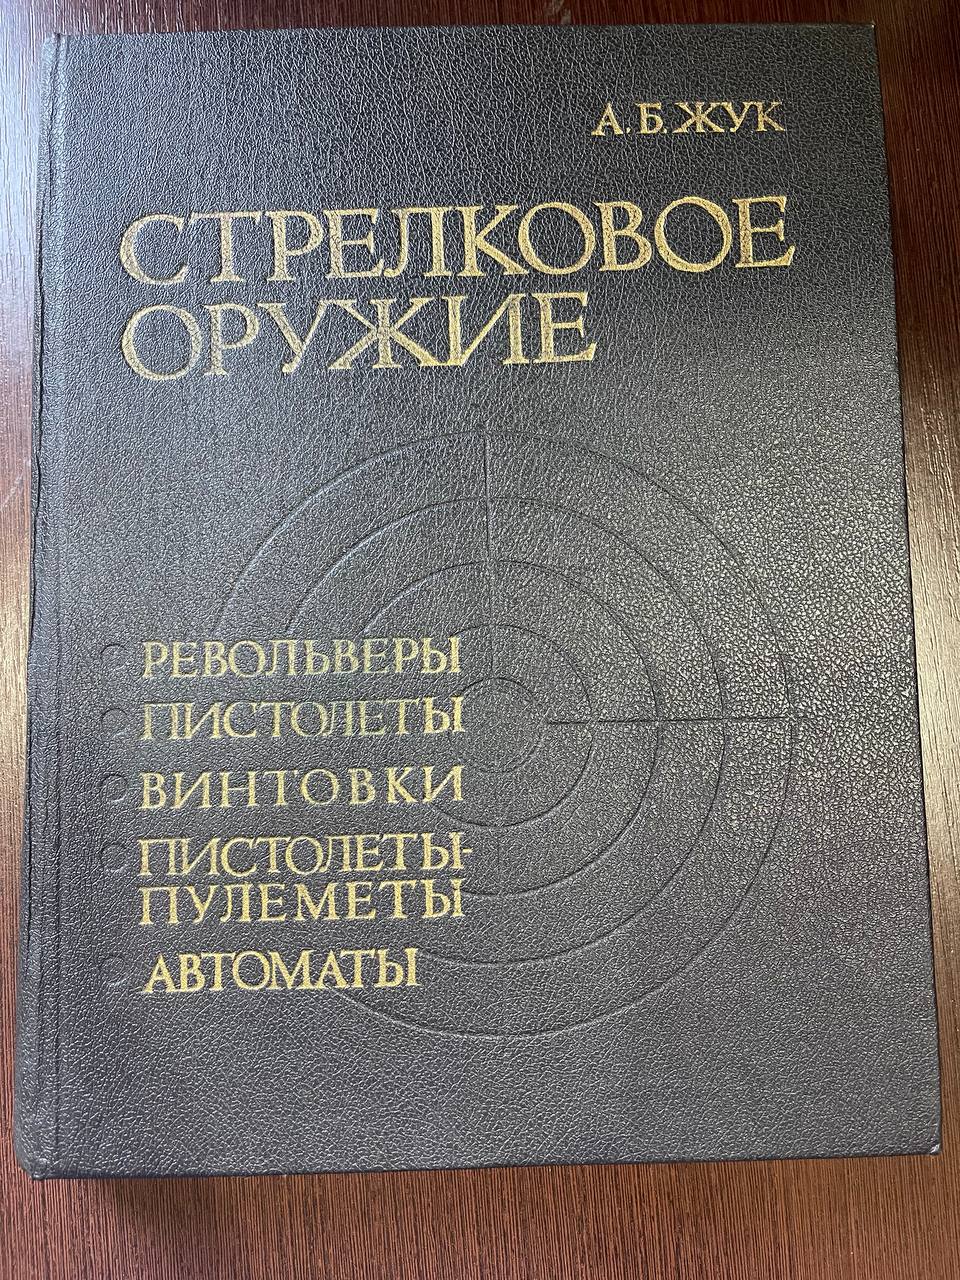 А. Б. ЖУК
СТРЕЛКОВОЕ
ОРУЖИЕ
РЕВОЛЬВЕРЫ
ПИСТОЛЕТЫ
ВИНТОВКИ
ПИСТОЛЕТЫ-
ПУЛЕМЕТЫ
АВТОМАТЫ